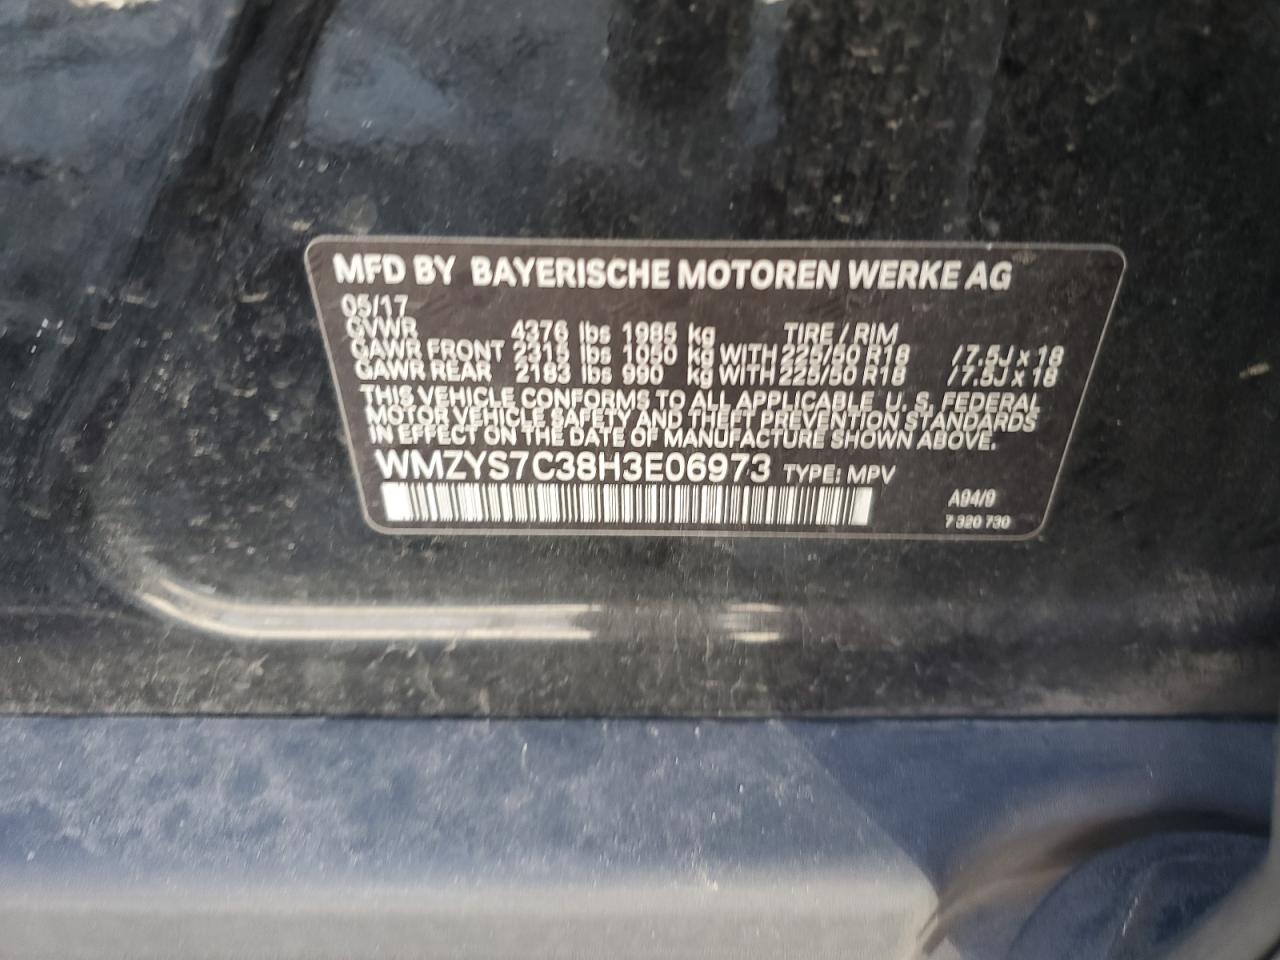 MFD BY BAYERISCHE MOTOREN WERKE AG
05/17
GVWR 4376 lbs 1985 kg TIRE / RIM
GAWR FRONT 2315 lbs 1050 kg WITH 225/50 R18 / 7.5J x 18
GAWR REAR 2183 lbs 990 kg WITH 225/50 R18 / 7.5J x 18
THIS VEHICLE CONFORMS TO ALL APPLICABLE U. S. FEDERAL
MOTOR VEHICLE SAFETY AND THEFT PREVENTION STANDARDS
IN EFFECT ON THE DATE OF MANUFACTURE SHOWN ABOVE.
WMZYS7C38H3E06973 TYPE: MPV
A94/9
7 320 730